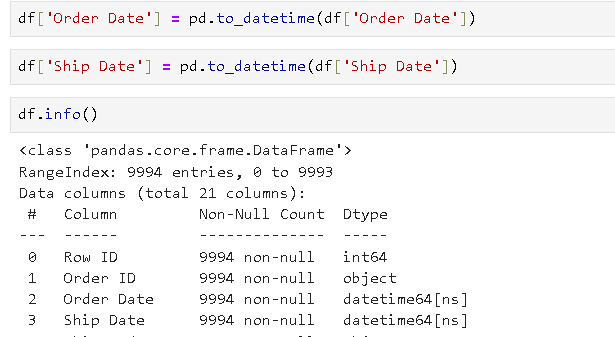 df['Order Date'] = pd.to_datetime(df['Order Date'])
df['Ship Date'] = pd.to_datetime(df['Ship Date'])
df.info()
<class 'pandas.core.frame.DataFrame'>
RangeIndex: 9994 entries, 0 to 9993
Data columns (total 21 columns):
 #   Column         Non-Null Count  Dtype
---  ------         --------------  -----
 0   Row ID         9994 non-null   int64
 1   Order ID       9994 non-null   object
 2   Order Date     9994 non-null   datetime64[ns]
 3   Ship Date      9994 non-null   datetime64[ns]